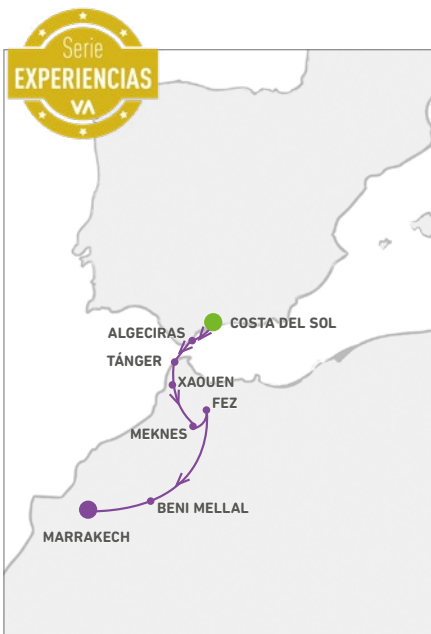 Serie
EXPERIENCIAS
VA
COSTA DEL SOL
ALGECIRAS
TÁNGER
XAOUEN
FEZ
MEKNES
BENI MELLAL
MARRAKECH